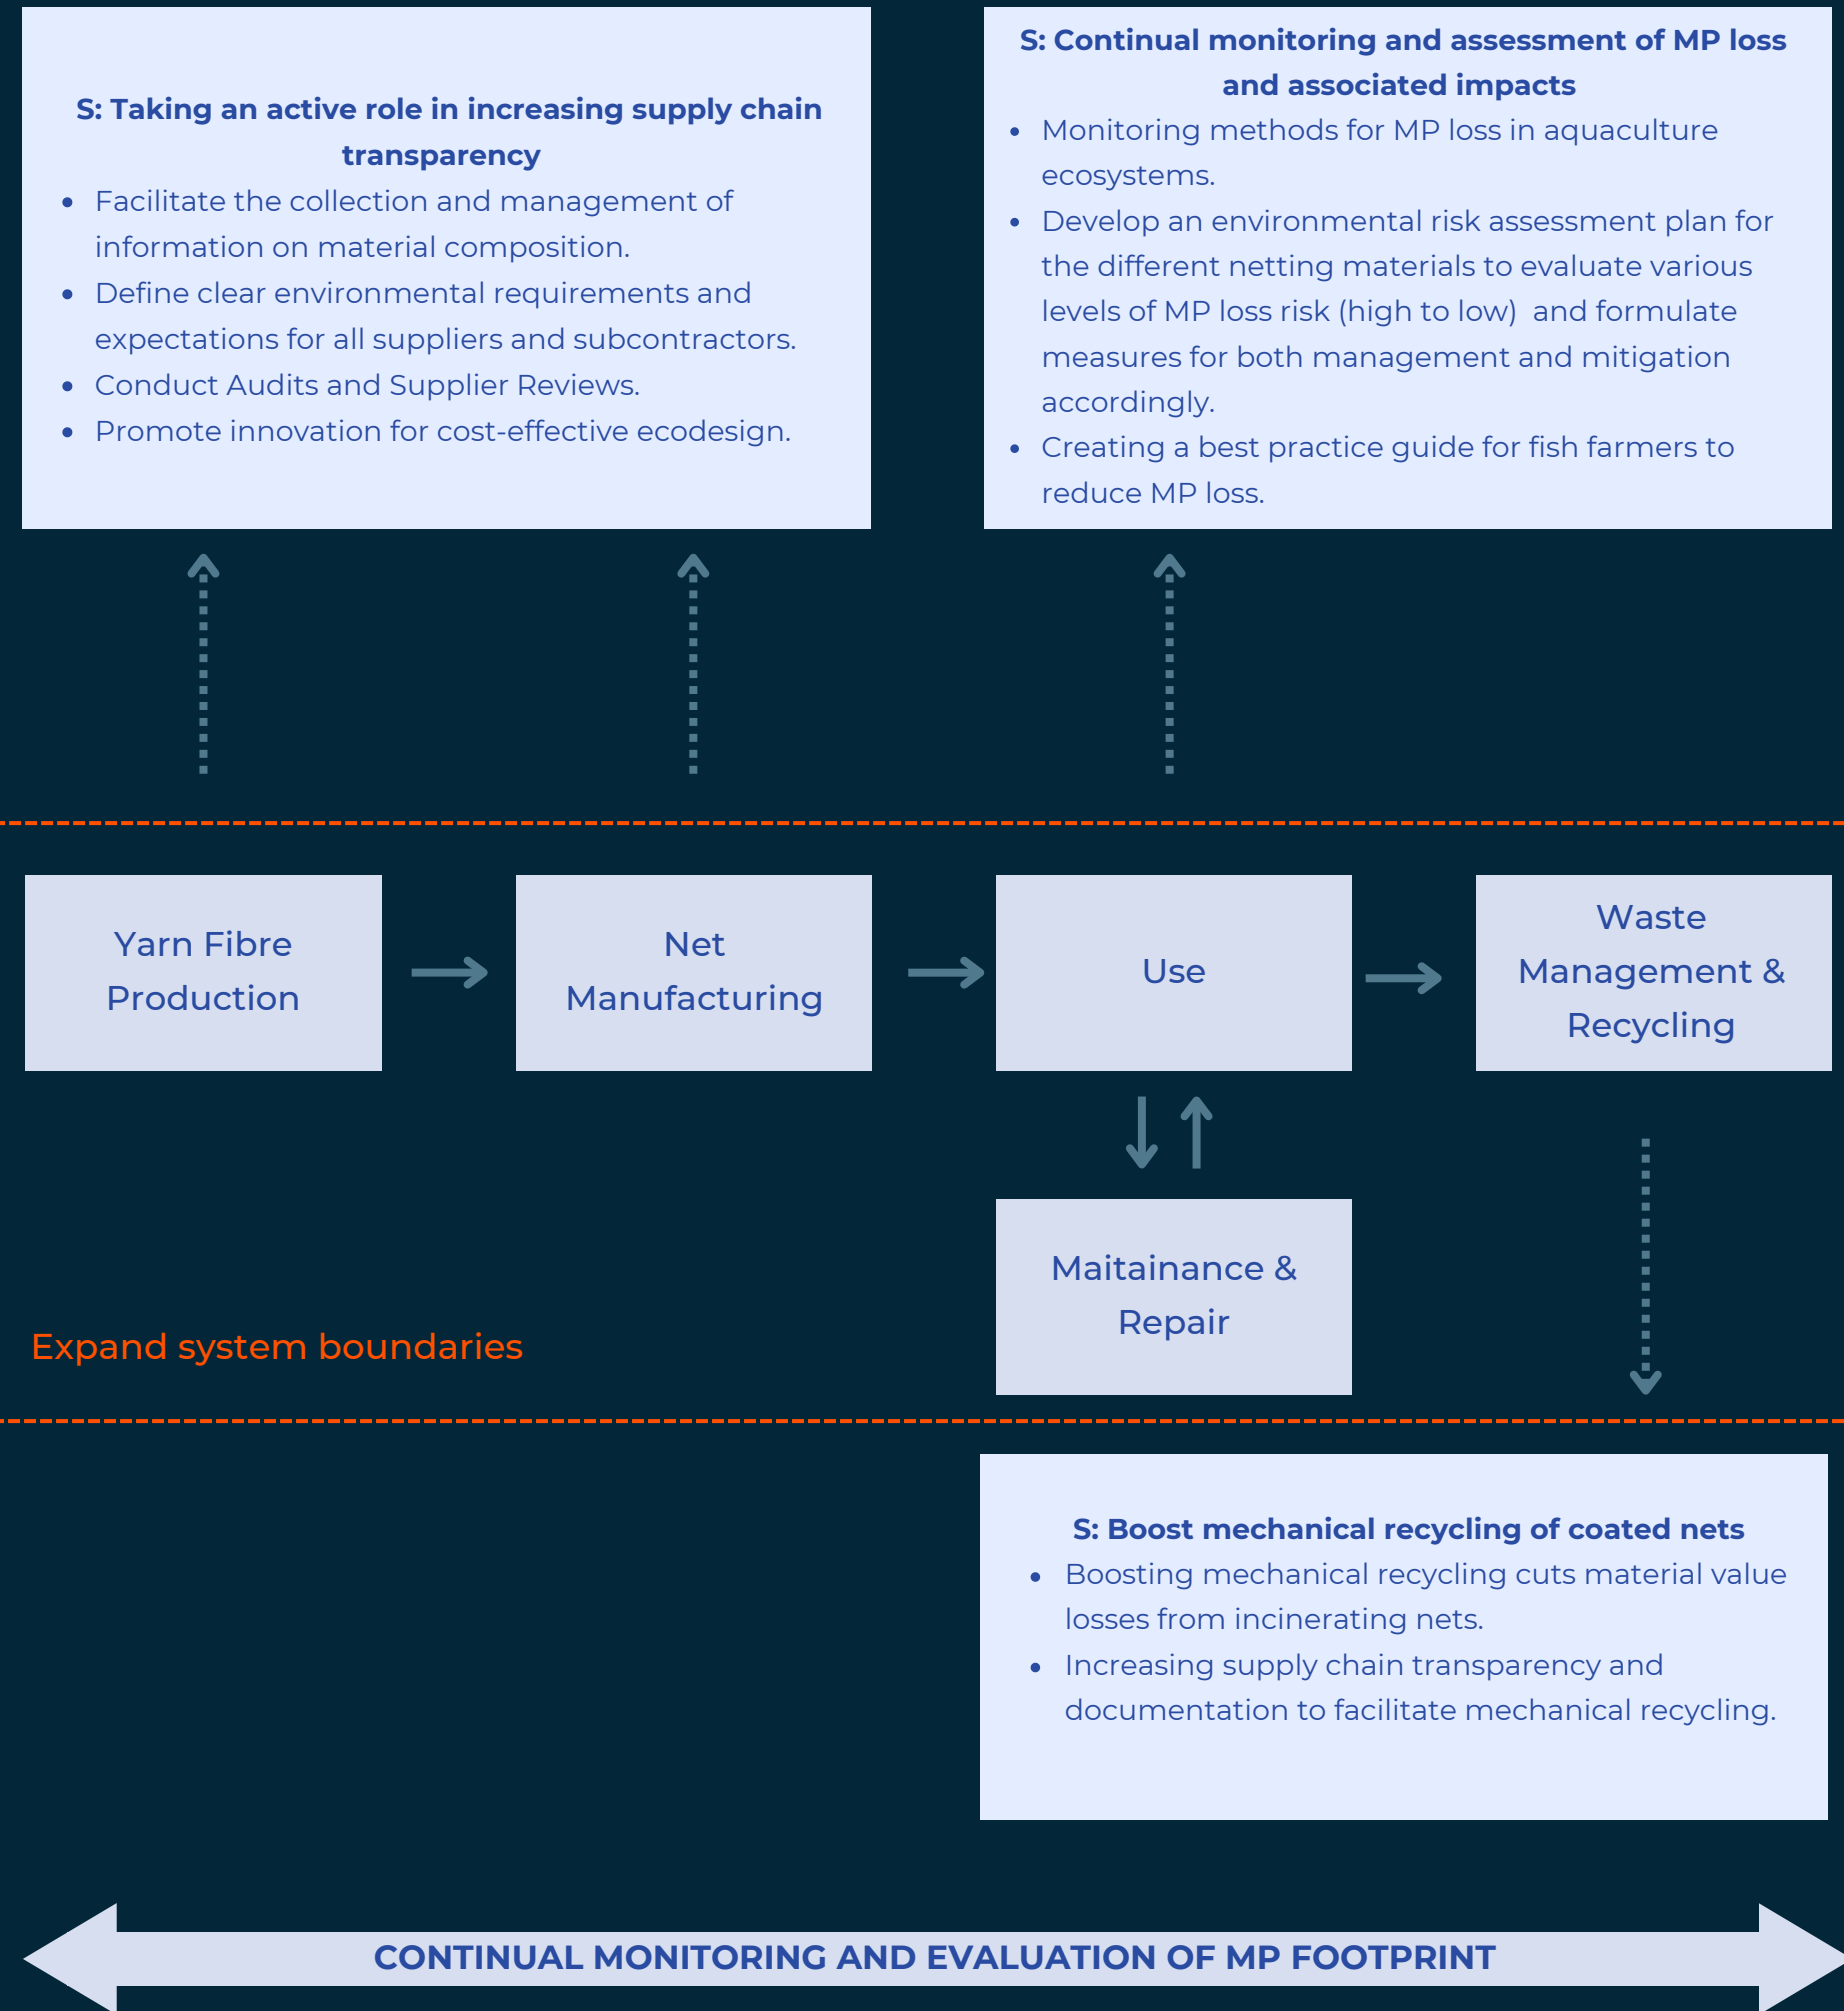 S: Taking an active role in increasing supply chain
transparency
• Facilitate the collection and management of
information on material composition.
• Define clear environmental requirements and
expectations for all suppliers and subcontractors.
• Conduct Audits and Supplier Reviews.
• Promote innovation for cost-effective ecodesign.
S: Continual monitoring and assessment of MP loss
and associated impacts
• Monitoring methods for MP loss in aquaculture
ecosystems.
• Develop an environmental risk assessment plan for
the different netting materials to evaluate various
levels of MP loss risk (high to low) and formulate
measures for both management and mitigation
accordingly.
• Creating a best practice guide for fish farmers to
reduce MP loss.
Yarn Fibre
Production
Net
Manufacturing
Use
Waste
Management &
Recycling
Maitainance &
Repair
Expand system boundaries
S: Boost mechanical recycling of coated nets
• Boosting mechanical recycling cuts material value
losses from incinerating nets.
• Increasing supply chain transparency and
documentation to facilitate mechanical recycling.
CONTINUAL MONITORING AND EVALUATION OF MP FOOTPRINT